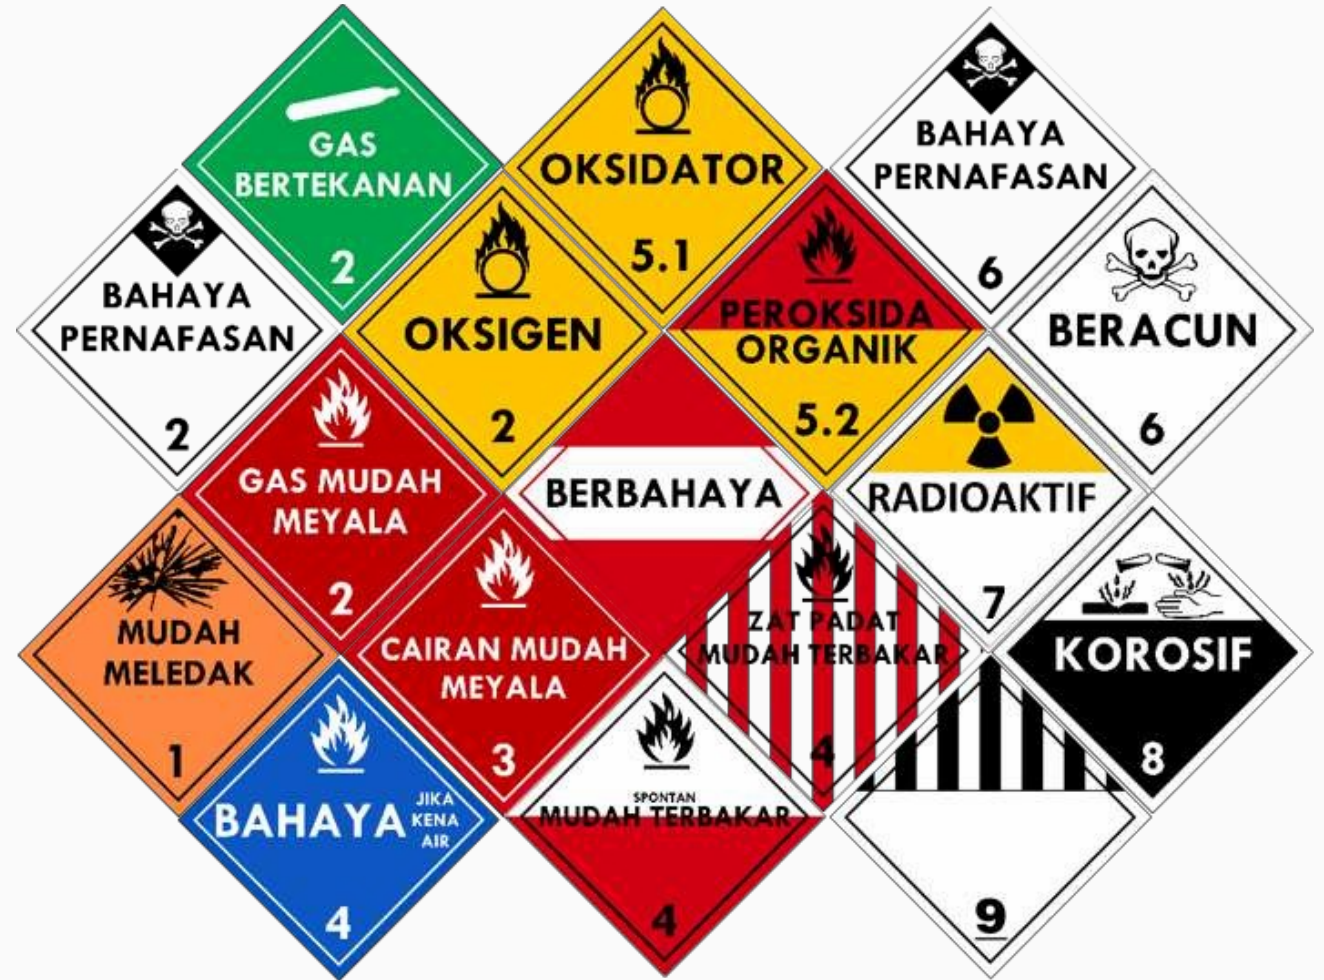 GAS
BERTEKANAN
2
OKSIDATOR
5.1
BAHAYA
PERNAFASAN
6
BAHAYA
PERNAFASAN
2
OKSIGEN
2
PEROKSIDA
ORGANIK
5.2
BERACUN
6
GAS MUDAH
MEYALA
2
BERBAHAYA
RADIOAKTIF
7
MUDAH
MELEDAK
1
CAIRAN MUDAH
MEYALA
3
ZAT PADAT
MUDAH TERBAKAR
4
KOROSIF
8
BAHAYA
JIKA
KENA
AIR
4
SPONTAN
MUDAH TERBAKAR
4
9